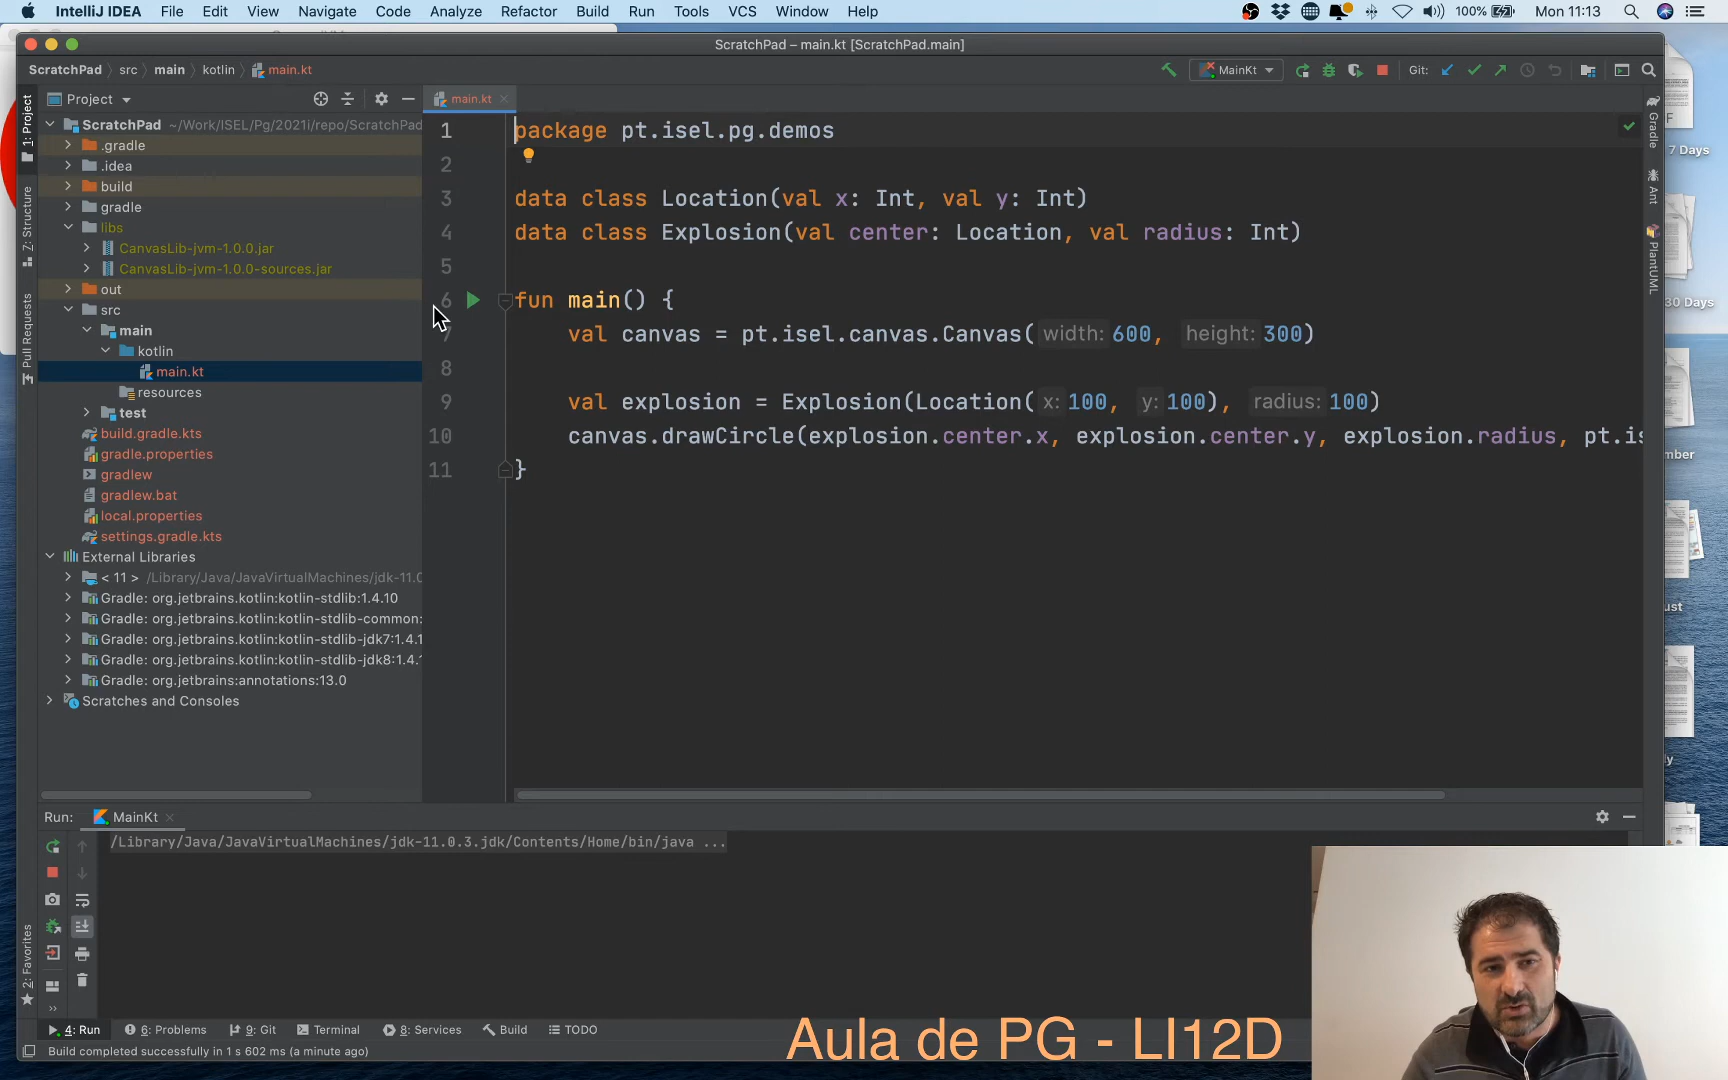 IntelliJ IDEA File Edit View Navigate Code Analyze Refactor Build Run Tools VCS Window Help 100% Mon 11:13
ScratchPad – main.kt [ScratchPad.main]
ScratchPad src main kotlin main.kt MainKt Git:
Project main.kt
1: Project
7: Structure
Pull Requests
2: Favorites
ScratchPad ~/Work/ISEL/Pg/2021i/repo/ScratchPad
.gradle
.idea
build
gradle
libs
CanvasLib-jvm-1.0.0.jar
CanvasLib-jvm-1.0.0-sources.jar
out
src
main
kotlin
main.kt
resources
test
build.gradle.kts
gradle.properties
gradlew
gradlew.bat
local.properties
settings.gradle.kts
External Libraries
< 11 > /Library/Java/JavaVirtualMachines/jdk-11.0
Gradle: org.jetbrains.kotlin:kotlin-stdlib:1.4.10
Gradle: org.jetbrains.kotlin:kotlin-stdlib-common:
Gradle: org.jetbrains.kotlin:kotlin-stdlib-jdk7:1.4.1
Gradle: org.jetbrains.kotlin:kotlin-stdlib-jdk8:1.4.1
Gradle: org.jetbrains:annotations:13.0
Scratches and Consoles
1 package pt.isel.pg.demos
2
3 data class Location(val x: Int, val y: Int)
4 data class Explosion(val center: Location, val radius: Int)
5
6 fun main() {
7 val canvas = pt.isel.canvas.Canvas( width: 600, height: 300)
8
9 val explosion = Explosion(Location( x: 100, y: 100), radius: 100)
10 canvas.drawCircle(explosion.center.x, explosion.center.y, explosion.radius, pt.is
11 }
Gradle
Ant
PlantUML
F
7 Days
30 Days
mber
ust
ly
Run: MainKt
/Library/Java/JavaVirtualMachines/jdk-11.0.3.jdk/Contents/Home/bin/java ...
4: Run 6: Problems 9: Git Terminal 8: Services Build TODO
Build completed successfully in 1 s 602 ms (a minute ago)
Aula de PG - LI12D